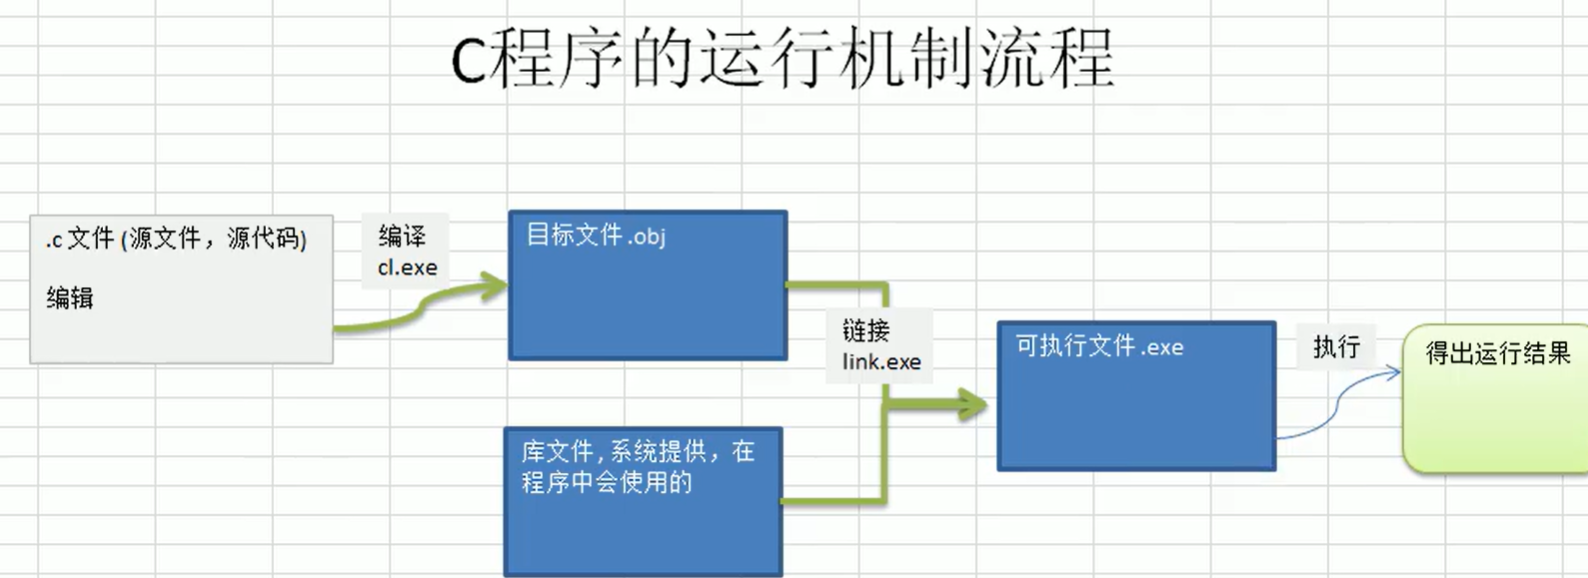 C程序的运行机制流程
.c 文件 (源文件，源代码)
编辑
编译
cl.exe
目标文件.obj
链接
link.exe
库文件,系统提供，在
程序中会使用的
可执行文件.exe
执行
得出运行结果